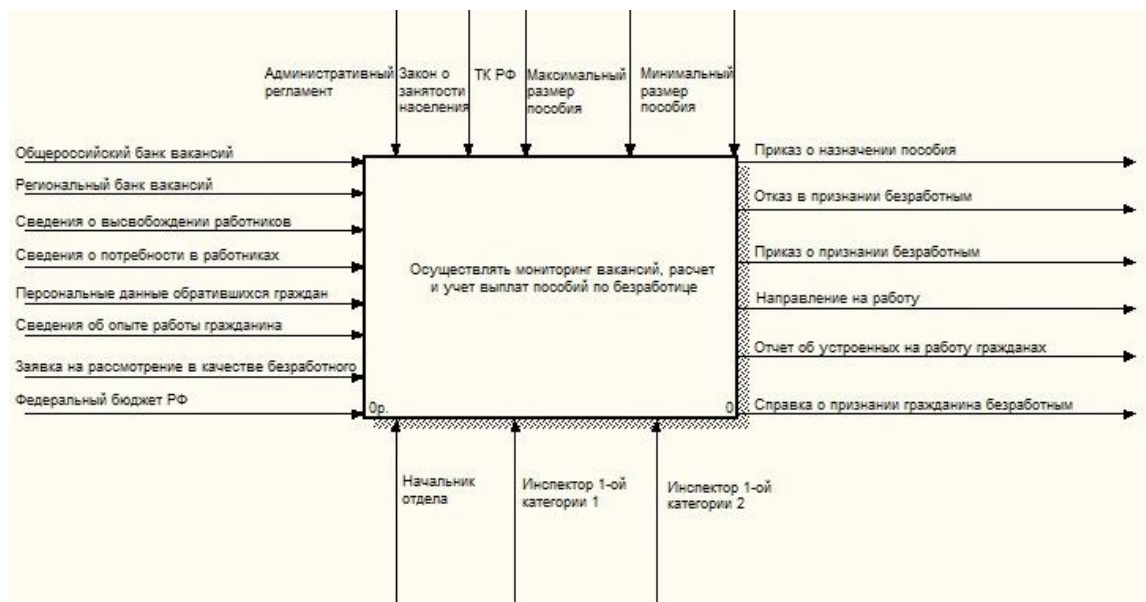 Административный
регламент
Закон о
занятости
населения
ТК РФ
Максимальный
размер
пособия
Минимальный
размер
пособия
Общероссийский банк вакансий
Региональный банк вакансий
Сведения о высвобождении работников
Сведения о потребности в работниках
Персональные данные обратившихся граждан
Сведения об опыте работы гражданина
Заявка на рассмотрение в качестве безработного
Федеральный бюджет РФ
Осуществлять мониторинг вакансий, расчет
и учет выплат пособий по безработице
0р.
0
Приказ о назначении пособия
Отказ в признании безработным
Приказ о признании безработным
Направление на работу
Отчет об устроенных на работу гражданах
Справка о признании гражданина безработным
Начальник
отдела
Инспектор 1-ой
категории 1
Инспектор 1-ой
категории 2